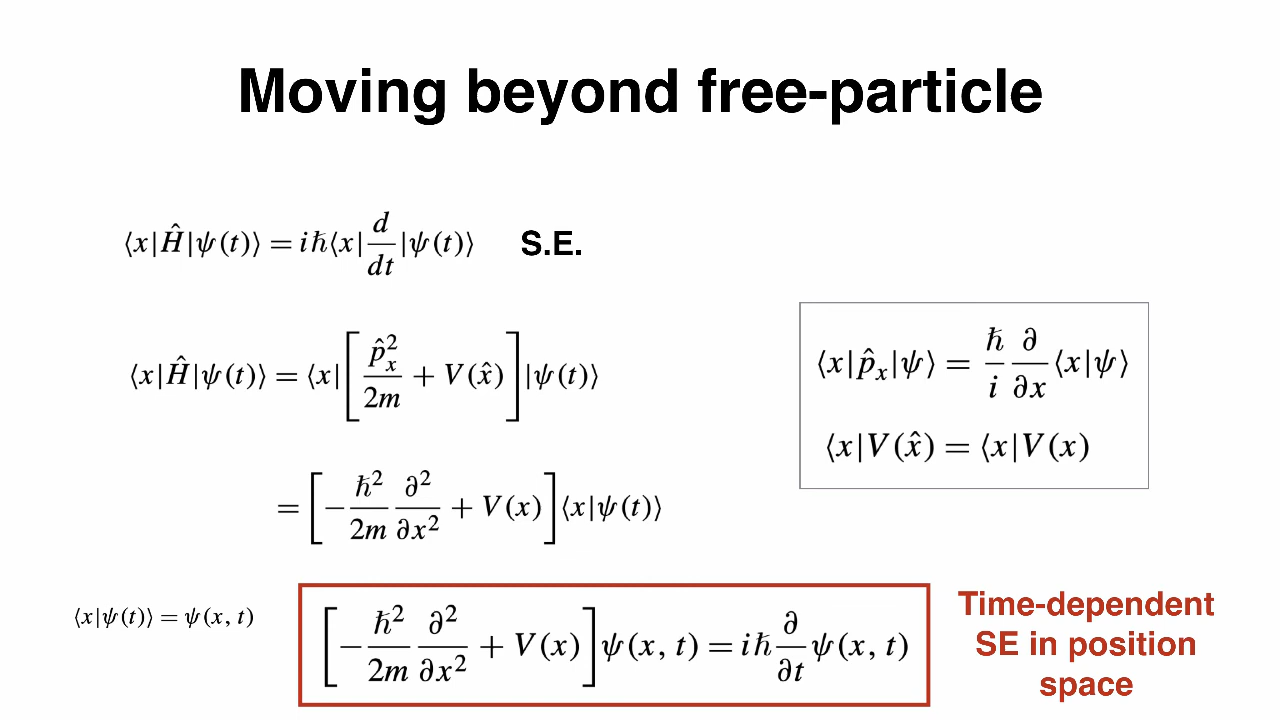 Moving beyond free-particle
⟨x|Ĥ|ψ(t)⟩ = iħ⟨x| d/dt |ψ(t)⟩ S.E.
⟨x|Ĥ|ψ(t)⟩ = ⟨x| [ p̂ₓ²/2m + V(x̂) ] |ψ(t)⟩
= [ −ħ²/2m ∂²/∂x² + V(x) ] ⟨x|ψ(t)⟩
⟨x|p̂ₓ|ψ⟩ = ħ/i ∂/∂x ⟨x|ψ⟩
⟨x|V(x̂) = ⟨x|V(x)
⟨x|ψ(t)⟩ = ψ(x, t)
[ −ħ²/2m ∂²/∂x² + V(x) ] ψ(x, t) = iħ ∂/∂t ψ(x, t)
Time-dependent
SE in position
space